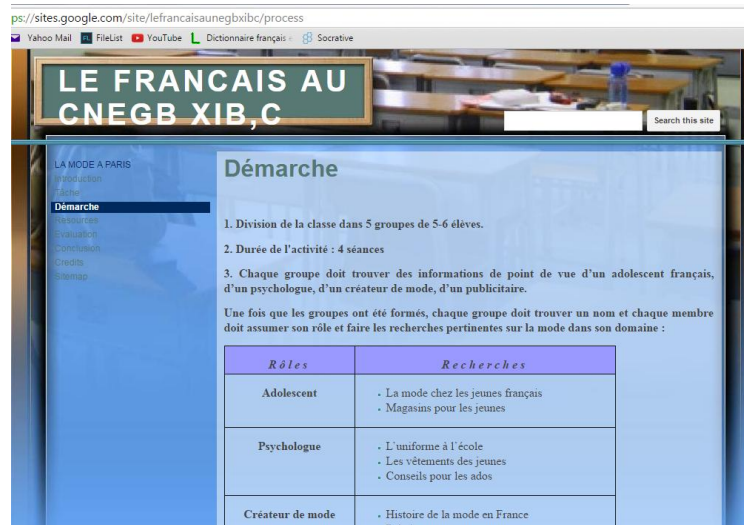 ps://sites.google.com/site/lefrancaisaunegbxibc/process
Yahoo Mail FileList YouTube Dictionnaire français e Socrative
LE FRANCAIS AU
CNEGB XIB,C
Search this site
LA MODE A PARIS
Introduction
Tâche
Démarche
Resources
Evaluation
Conclusion
Credits
Sitemap
Démarche
1. Division de la classe dans 5 groupes de 5-6 élèves.
2. Durée de l'activité : 4 séances
3. Chaque groupe doit trouver des informations de point de vue d’un adolescent français,
d’un psychologue, d’un créateur de mode, d’un publicitaire.
Une fois que les groupes ont été formés, chaque groupe doit trouver un nom et chaque membre
doit assumer son rôle et faire les recherches pertinentes sur la mode dans son domaine :
Rôles Recherches
Adolescent
• La mode chez les jeunes français
• Magasins pour les jeunes
Psychologue
• L`uniforme à l`école
• Les vêtements des jeunes
• Conseils pour les ados
Créateur de mode
• Histoire de la mode en France